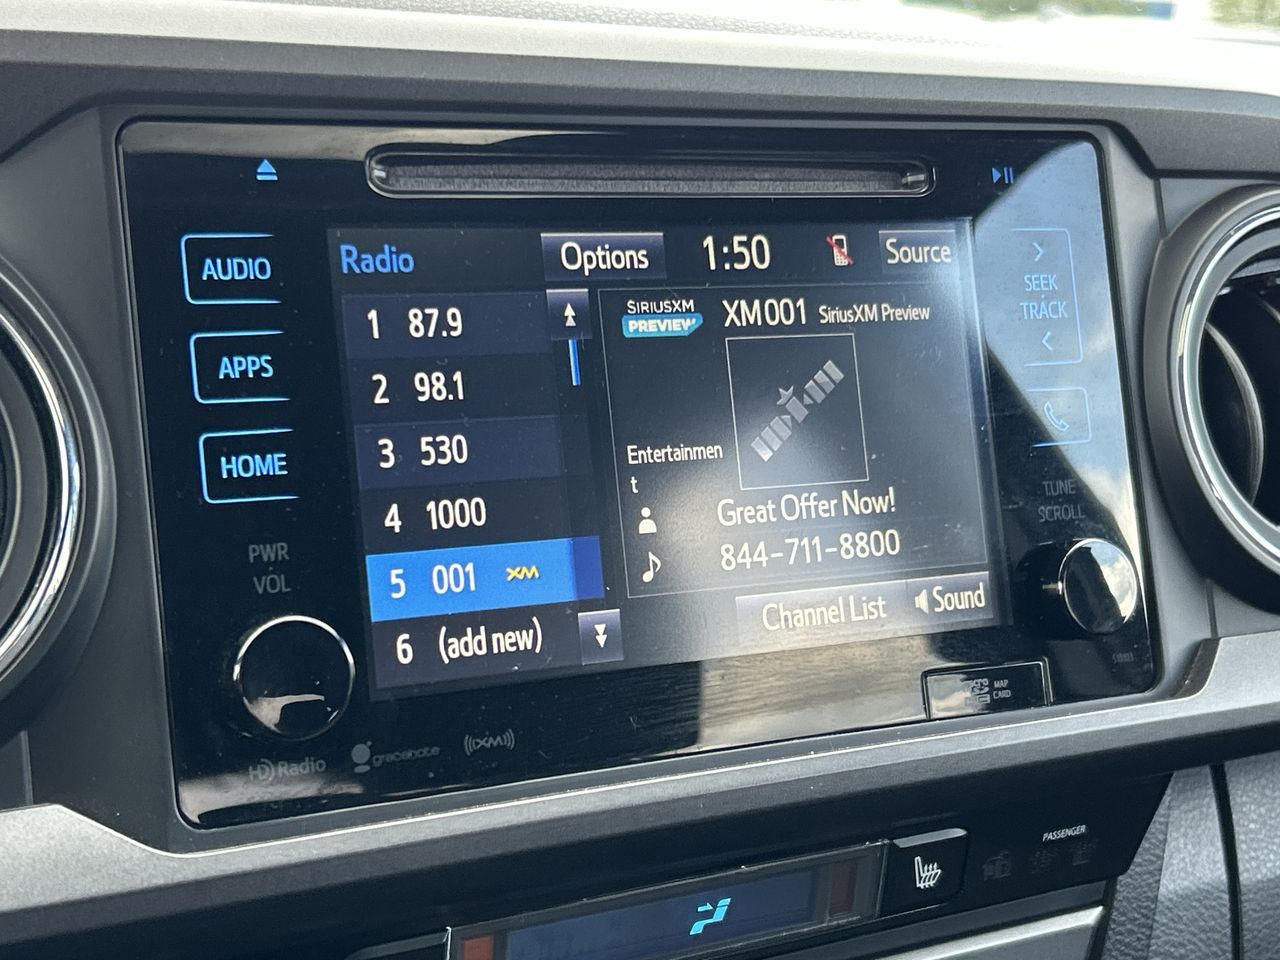 AUDIO
APPS
HOME
PWR
VOL
Radio
Options
1:50
Source
1 87.9
2 98.1
3 530
4 1000
5 001 XM
6 (add new)
SIRIUSXM
PREVIEW
XM001 SiriusXM Preview
Entertainmen
t
Great Offer Now!
844-711-8800
Channel List
Sound
SEEK
TRACK
TUNE
SCROLL
HD Radio
gracenote
((XM))
MAP
CARD
PASSENGER